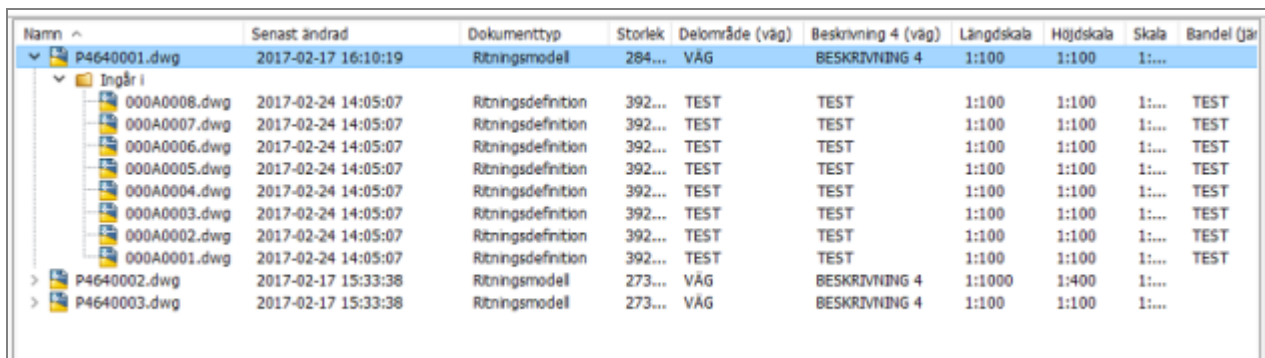 Namn Senast ändrad Dokumenttyp Storlek Delområde (väg) Beskrivning 4 (väg) Längdskala Höjdskala Skala Bandel (jär
P4640001.dwg 2017-02-17 16:10:19 Ritningsmodell 284... VÄG BESKRIVNING 4 1:100 1:100 1:...
Ingår i
000A0008.dwg 2017-02-24 14:05:07 Ritningsdefinition 392... TEST TEST 1:100 1:100 1:... TEST
000A0007.dwg 2017-02-24 14:05:07 Ritningsdefinition 392... TEST TEST 1:100 1:100 1:... TEST
000A0006.dwg 2017-02-24 14:05:07 Ritningsdefinition 392... TEST TEST 1:100 1:100 1:... TEST
000A0005.dwg 2017-02-24 14:05:07 Ritningsdefinition 392... TEST TEST 1:100 1:100 1:... TEST
000A0004.dwg 2017-02-24 14:05:07 Ritningsdefinition 392... TEST TEST 1:100 1:100 1:... TEST
000A0003.dwg 2017-02-24 14:05:07 Ritningsdefinition 392... TEST TEST 1:100 1:100 1:... TEST
000A0002.dwg 2017-02-24 14:05:07 Ritningsdefinition 392... TEST TEST 1:100 1:100 1:... TEST
000A0001.dwg 2017-02-24 14:05:07 Ritningsdefinition 392... TEST TEST 1:100 1:100 1:... TEST
P4640002.dwg 2017-02-17 15:33:38 Ritningsmodell 273... VÄG BESKRIVNING 4 1:1000 1:400 1:...
P4640003.dwg 2017-02-17 15:33:38 Ritningsmodell 273... VÄG BESKRIVNING 4 1:100 1:100 1:...